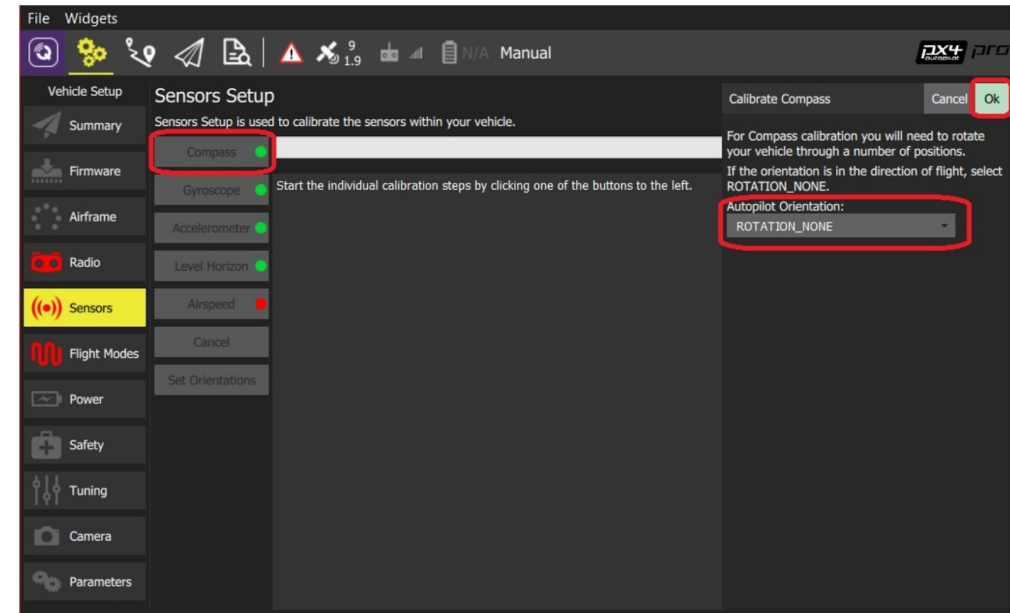 File Widgets
9
1.9
N/A Manual
px4 pro
autopilot
Vehicle Setup
Summary
Firmware
Airframe
Radio
Sensors
Flight Modes
Power
Safety
Tuning
Camera
Parameters
Sensors Setup
Sensors Setup is used to calibrate the sensors within your vehicle.
Compass
Gyroscope
Accelerometer
Level Horizon
Airspeed
Cancel
Set Orientations
Start the individual calibration steps by clicking one of the buttons to the left.
Calibrate Compass Cancel Ok
For Compass calibration you will need to rotate
your vehicle through a number of positions.
If the orientation is in the direction of flight, select
ROTATION_NONE.
Autopilot Orientation:
ROTATION_NONE